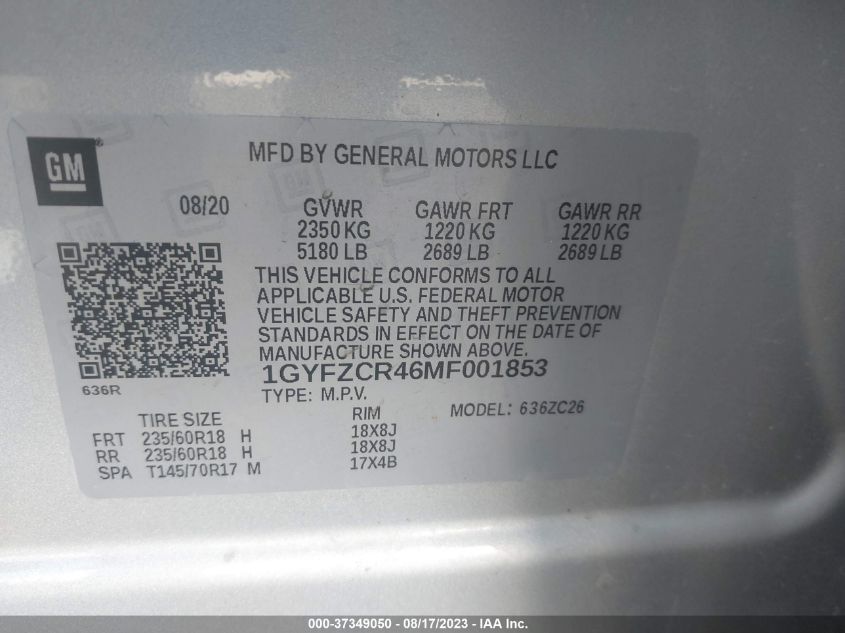 GM®
MFD BY GENERAL MOTORS LLC
08/20
GVWR GAWR FRT GAWR RR
2350 KG 1220 KG 1220 KG
5180 LB 2689 LB 2689 LB
THIS VEHICLE CONFORMS TO ALL
APPLICABLE U.S. FEDERAL MOTOR
VEHICLE SAFETY AND THEFT PREVENTION
STANDARDS IN EFFECT ON THE DATE OF
MANUFACTURE SHOWN ABOVE.
636R
1GYFZCR46MF001853
TYPE: M.P.V.
MODEL: 636ZC26
TIRE SIZE RIM
FRT 235/60R18 H 18X8J
RR 235/60R18 H 18X8J
SPA T145/70R17 M 17X4B
000-37349050 - 08/17/2023 - Copyright © 2023 IAA, Inc.